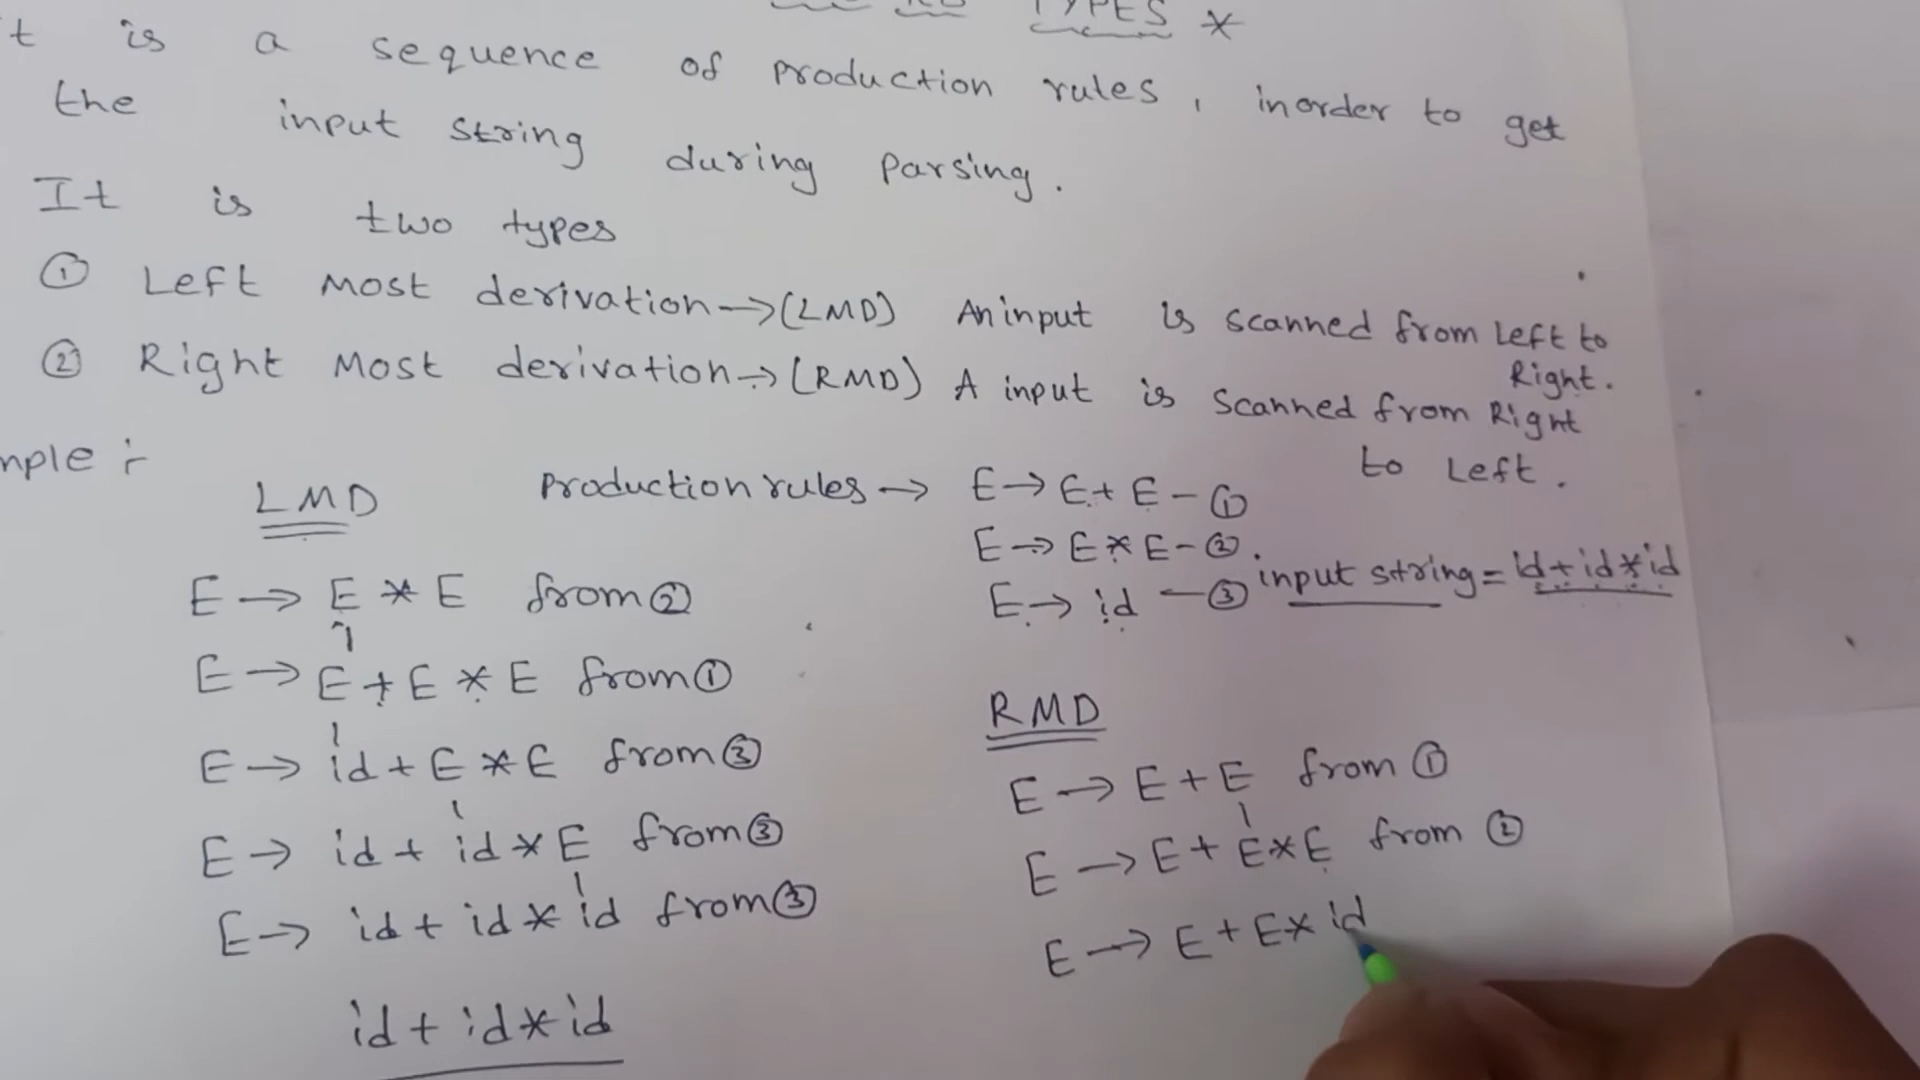 TYPES *
t is a sequence of production rules, inorder to get
the input string during parsing.
It is two types
① Left Most derivation → (LMD) An input is scanned from Left to Right.
② Right Most derivation → (RMD) A input is scanned from Right to Left.
mple :-
LMD
Production rules → E → E + E - ①
E → E * E - ②.
E → id - ③
input string = id + id * id
E → E * E from ②
E → E + E * E from ①
E → id + E * E from ③
E → id + id * E from ③
E → id + id * id from ③
id + id * id
RMD
E → E + E from ①
E → E + E * E from ②
E → E + E * id